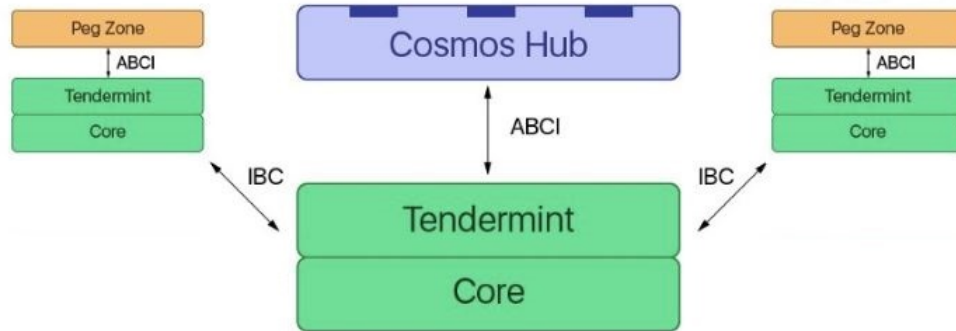 Peg Zone
ABCI
Tendermint
Core
IBC
Cosmos Hub
ABCI
Tendermint
Core
Peg Zone
ABCI
Tendermint
Core
IBC